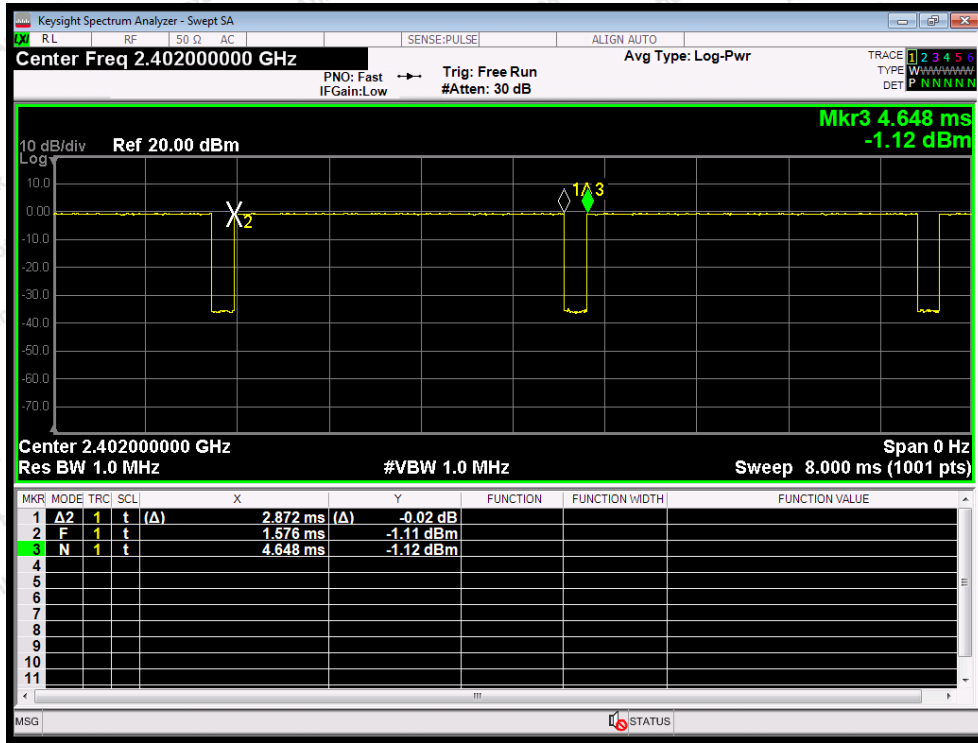 Keysight Spectrum Analyzer - Swept SA
LXI RL RF 50 Ω AC SENSE:PULSE ALIGN AUTO
Center Freq 2.402000000 GHz
PNO: Fast
IFGain:Low
Trig: Free Run
#Atten: 30 dB
Avg Type: Log-Pwr
TRACE 1 2 3 4 5 6
TYPE WWWWWW
DET P N N N N N
Mkr3 4.648 ms
-1.12 dBm
10 dB/div Ref 20.00 dBm
Log
10.0
0.00
-10.0
-20.0
-30.0
-40.0
-50.0
-60.0
-70.0
X2
1Δ 3
Center 2.402000000 GHz Span 0 Hz
Res BW 1.0 MHz #VBW 1.0 MHz Sweep 8.000 ms (1001 pts)
MKR MODE TRC SCL X Y FUNCTION FUNCTION WIDTH FUNCTION VALUE
1 Δ2 1 t (Δ) 2.872 ms (Δ) -0.02 dB
2 F 1 t 1.576 ms -1.11 dBm
3 N 1 t 4.648 ms -1.12 dBm
4
5
6
7
8
9
10
11
MSG STATUS